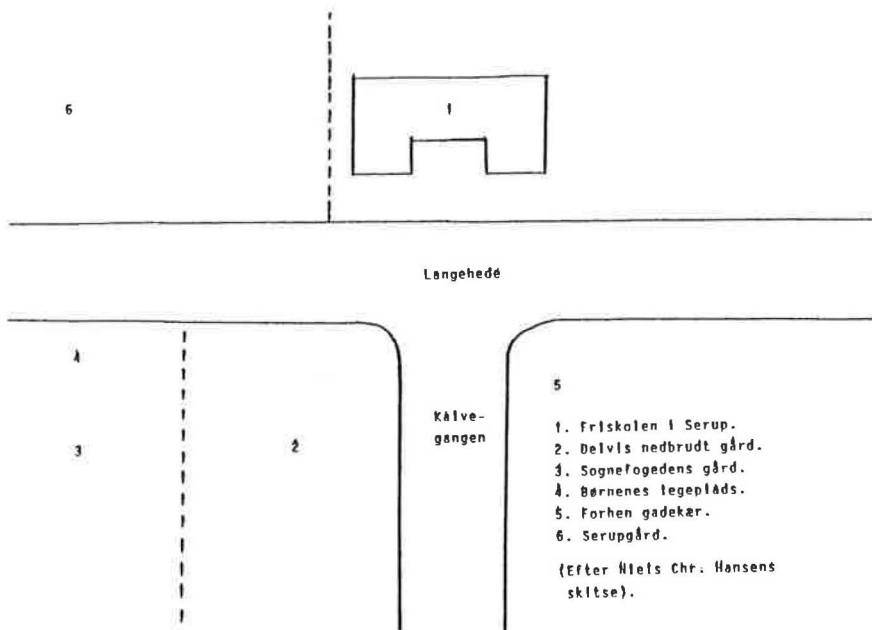 6
1
Langehede
4
5
Kalve-
gangen
3
2
1. Friskolen i Serup.
2. Delvis nedbrudt gård.
3. Sognefogedens gård.
4. Børnenes legeplads.
5. Forhen gadekær.
6. Serupgård.
(Efter Niels Chr. Hansens
skitse).